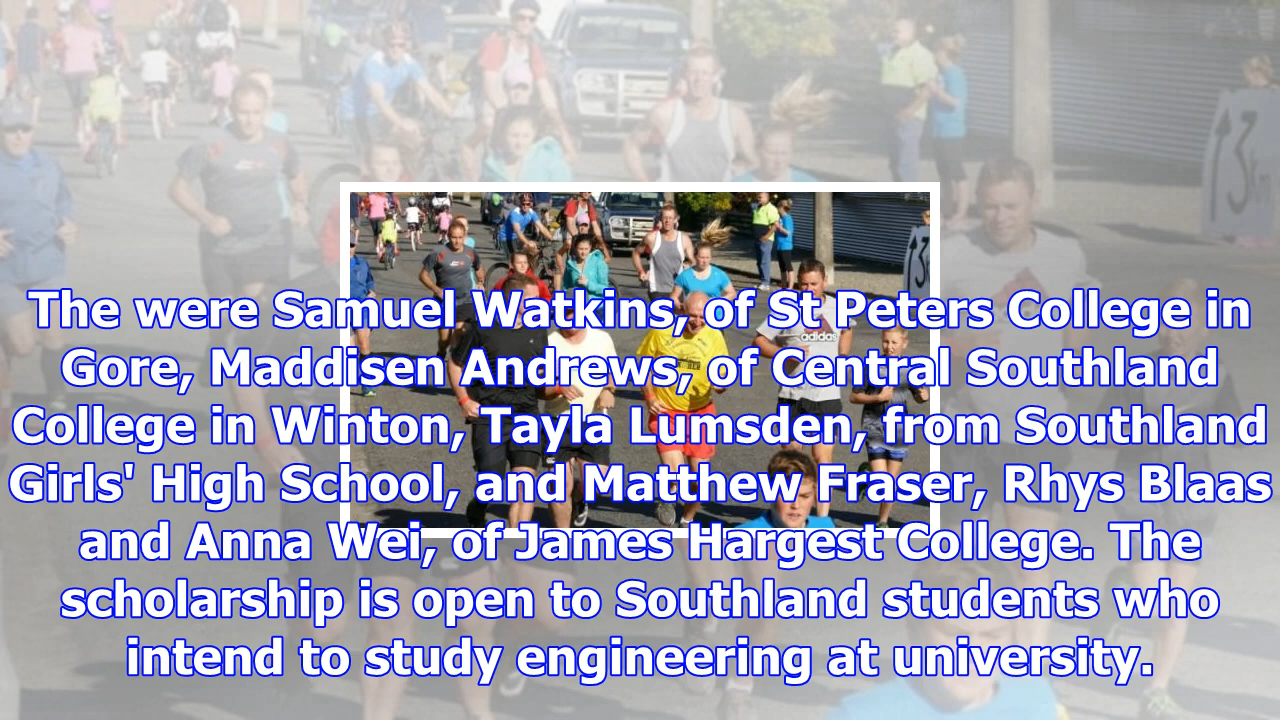 The were Samuel Watkins, of St Peters College in
Gore, Maddisen Andrews, of Central Southland
College in Winton, Tayla Lumsden, from Southland
Girls' High School, and Matthew Fraser, Rhys Blaas
and Anna Wei, of James Hargest College. The
scholarship is open to Southland students who
intend to study engineering at university.
adidas
13